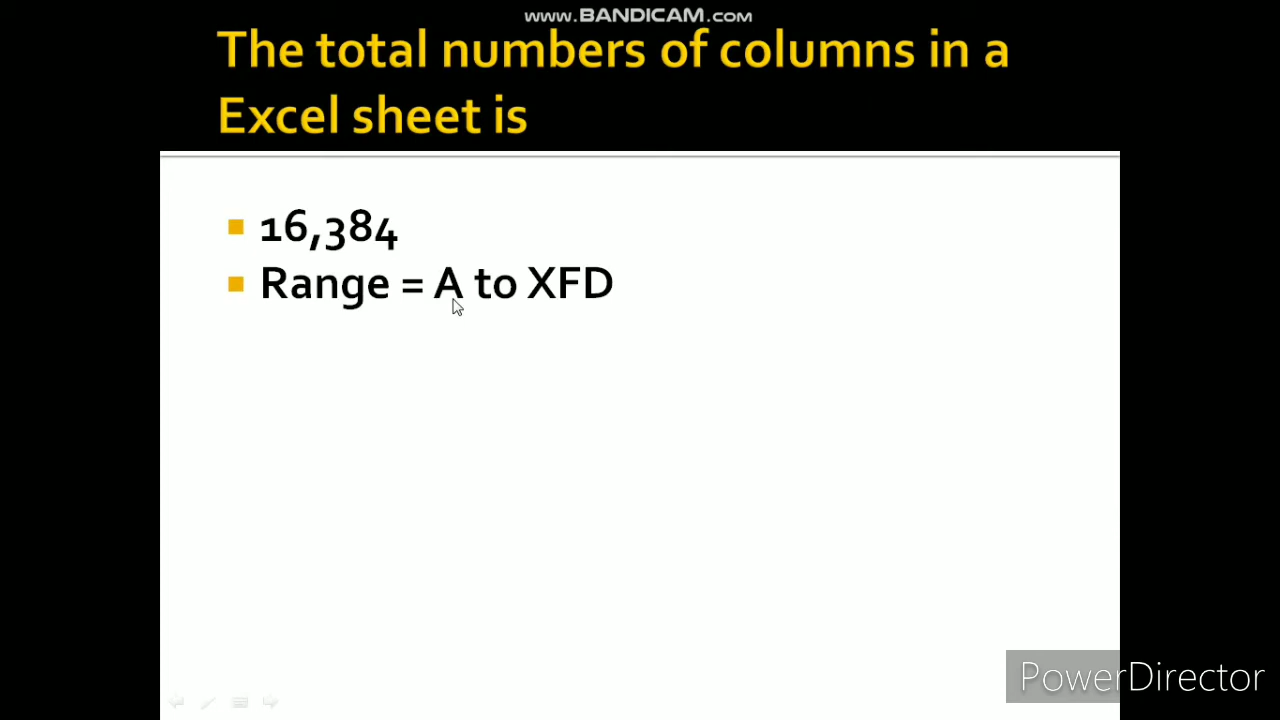 www.BANDICAM.com
The total numbers of columns in a
Excel sheet is
16,384
Range = A to XFD
PowerDirector